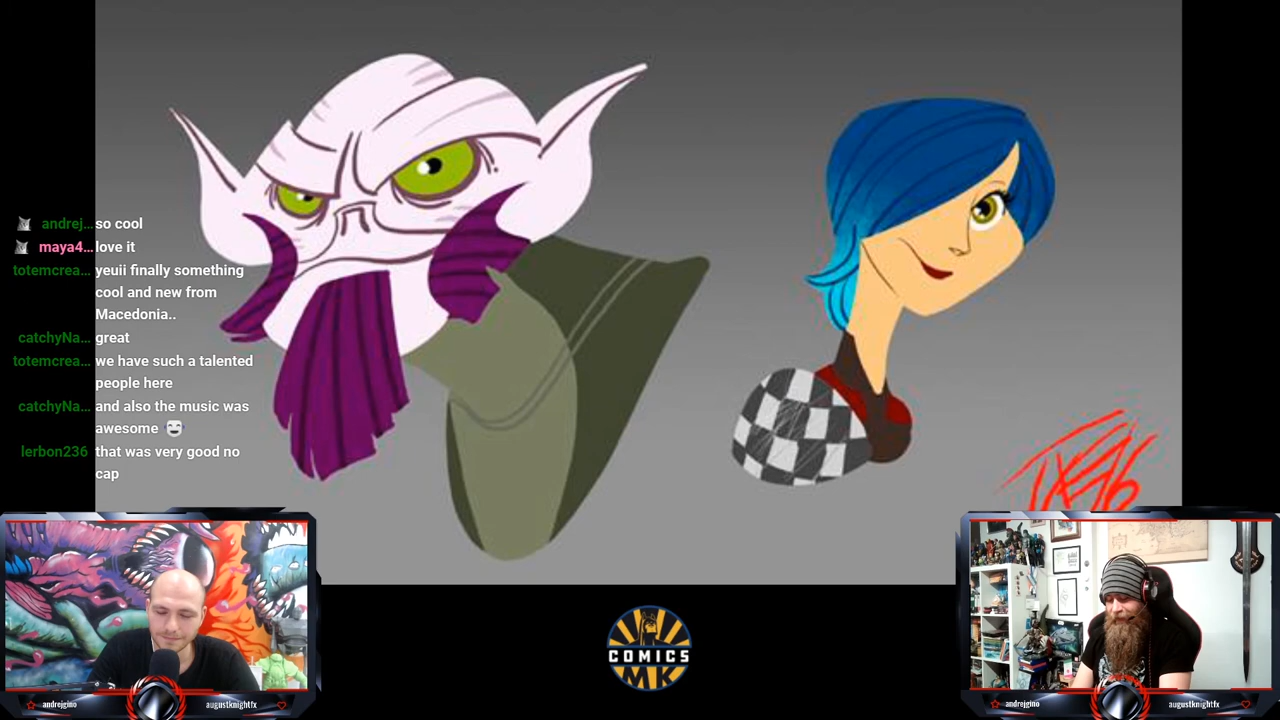 andrej… so cool
maya4… love it
totemcrea… yeuii finally something
cool and new from
Macedonia..
catchyNa… great
totemcrea… we have such a talented
people here
catchyNa… and also the music was
awesome
lerbon236 that was very good no
cap
COMICS
MK
andrejgino augustknightfx
andrejgino augustknightfx